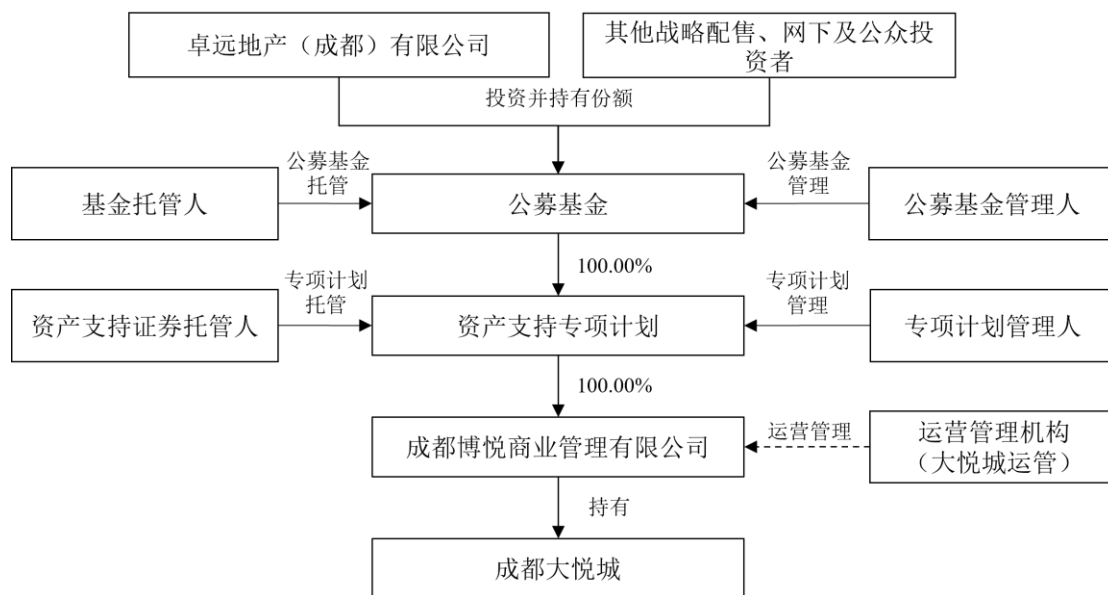 卓远地产（成都）有限公司
其他战略配售、网下及公众投
资者
投资并持有份额
公募基金
托管
公募基金
管理
基金托管人
公募基金
公募基金管理人
100.00%
专项计划
托管
专项计划
管理
资产支持证券托管人
资产支持专项计划
专项计划管理人
100.00%
成都博悦商业管理有限公司
运营管理
运营管理机构
（大悦城运管）
持有
成都大悦城